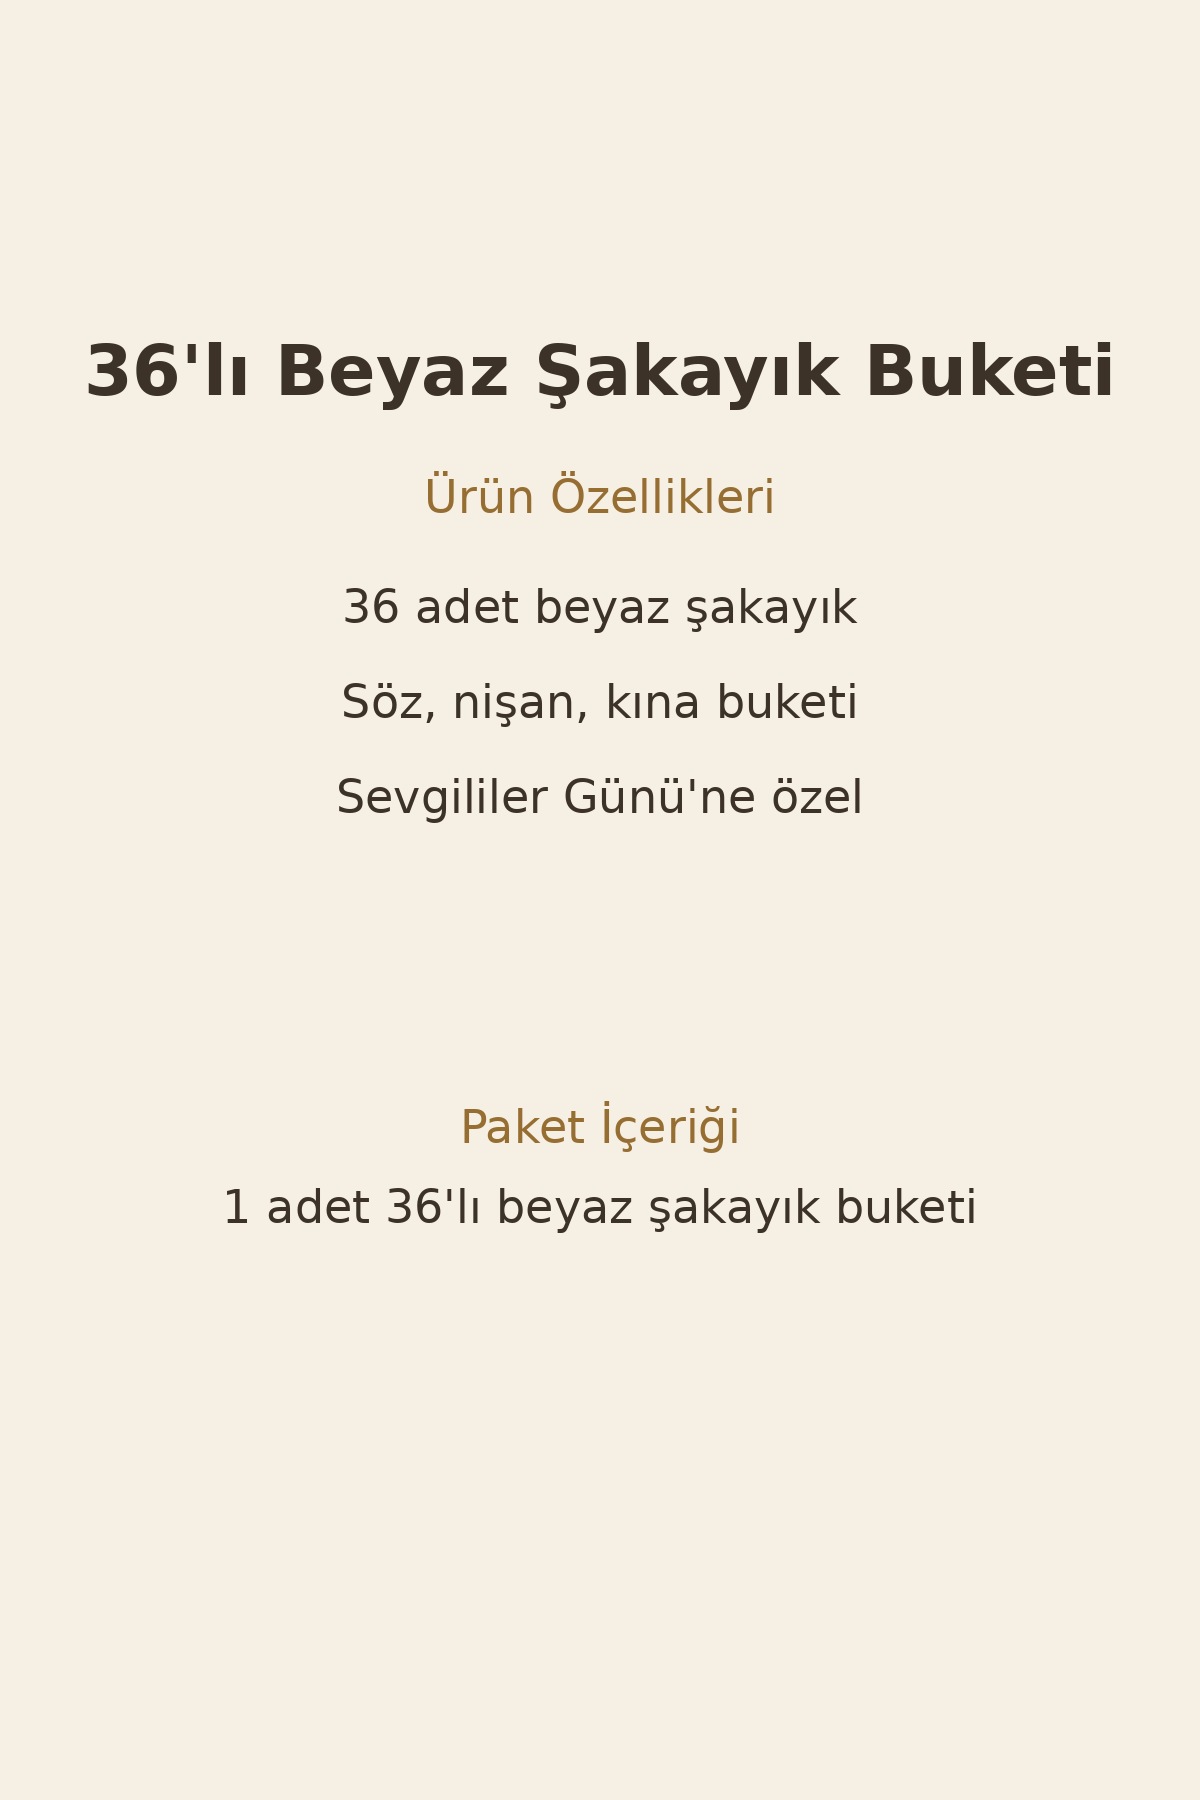 36'lı Beyaz Şakayık Buketi
Ürün Özellikleri
36 adet beyaz şakayık
Söz, nişan, kına buketi
Sevgililer Günü'ne özel
Paket İçeriği
1 adet 36'lı beyaz şakayık buketi